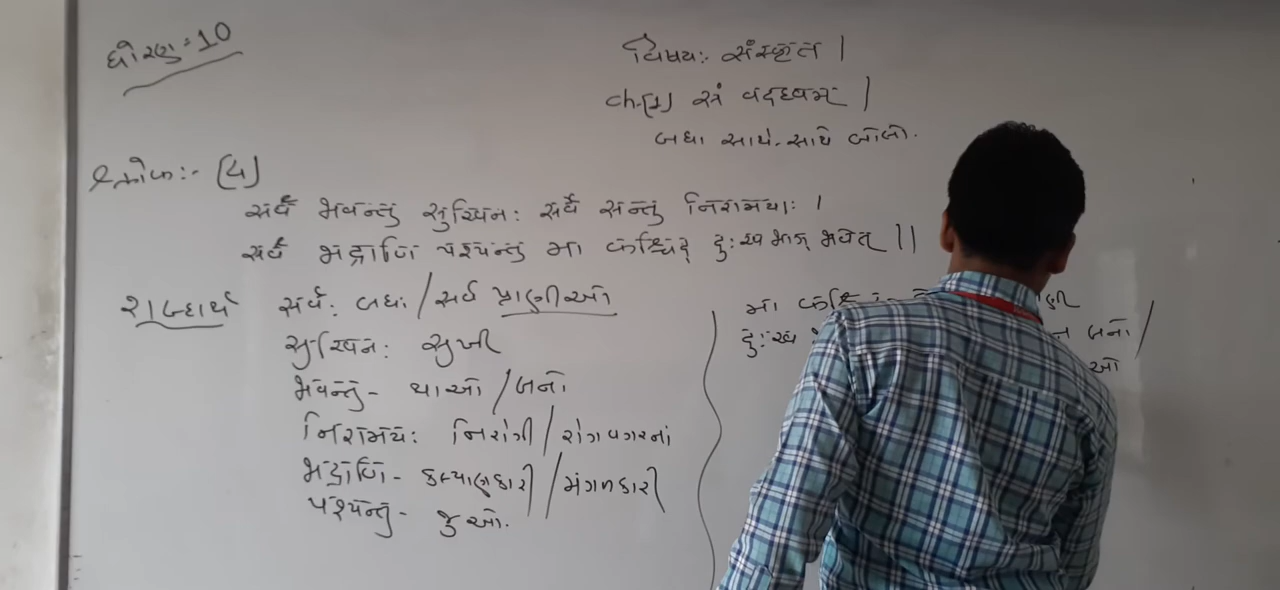 ધોરણ:10
વિષય:- સંસ્કૃત |
ch-[1] સં વદધ્વમ્ |
બધા સાથે-સાથે બોલો.
શ્લોક:- [4]
સર્વે ભવન્તુ સુખિન: સર્વે સન્તુ નિરામયા: ।
સર્વે ભદ્રાણિ પશ્યન્તુ મા કશ્ચિદ્ દુ:ખ ભાજ્ ભવેત્ ||
શબ્દાર્થ
સર્વે: બધા: / સર્વ પ્રાણીઓ
સુખિન: સુખી
ભવન્તુ - થાઓ / બનો
નિરામય: નિરોગી / રોગ વગરનાં
ભદ્રાણિ - કલ્યાણકારી / મંગળકારી
પશ્યન્તુ - જુઓ.
મા
દુ:ખ ન બનો /
ઓ